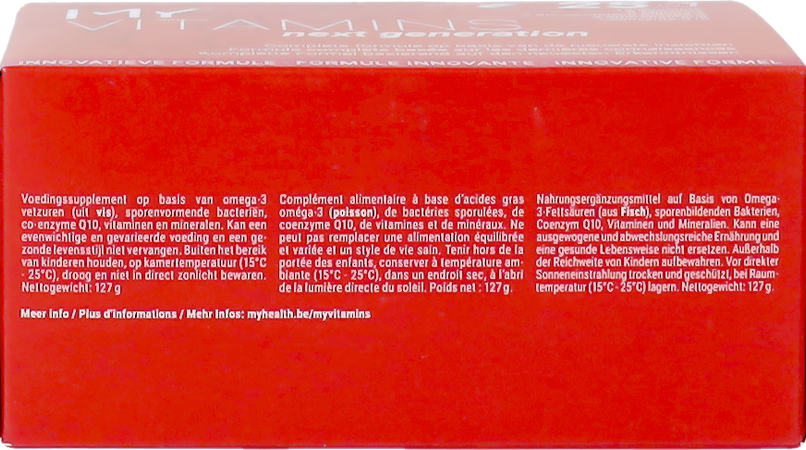 MY
VITAMINS
next generation
INNOVATIEVE FORMULE
FORMULE INNOVANTE
INNOVATIVE FORMEL
Voedingssupplement op basis van omega-3
vetzuren (uit vis), sporenvormende bacteriën,
co-enzyme Q10, vitaminen en mineralen. Kan een
evenwichtige en gevarieerde voeding en een ge-
zonde levensstijl niet vervangen. Buiten het bereik
van kinderen houden, op kamertemperatuur (15°C
- 25°C), droog en niet in direct zonlicht bewaren.
Nettogewicht: 127 g
Complément alimentaire à base d'acides gras
oméga-3 (poisson), de bactéries sporulées, de
coenzyme Q10, de vitamines et de minéraux. Ne
peut pas remplacer une alimentation équilibrée
et variée et un style de vie sain. Tenir hors de la
portée des enfants, conserver à température am-
biante (15°C - 25°C), dans un endroit sec, à l'abri
de la lumière directe du soleil. Poids net : 127 g.
Nahrungsergänzungsmittel auf Basis von Omega-
3-Fettsäuren (aus Fisch), sporenbildenden Bakterien,
Coenzym Q10, Vitaminen und Mineralien. Kann eine
ausgewogene und abwechslungsreiche Ernährung und
eine gesunde Lebensweise nicht ersetzen. Außerhalb
der Reichweite von Kindern aufbewahren. Vor direkter
Sonneneinstrahlung trocken und geschützt, bei Raum-
temperatur (15°C - 25°C) lagern. Nettogewicht: 127 g.
Meer info / Plus d'informations / Mehr Infos: myhealth.be/myvitamins